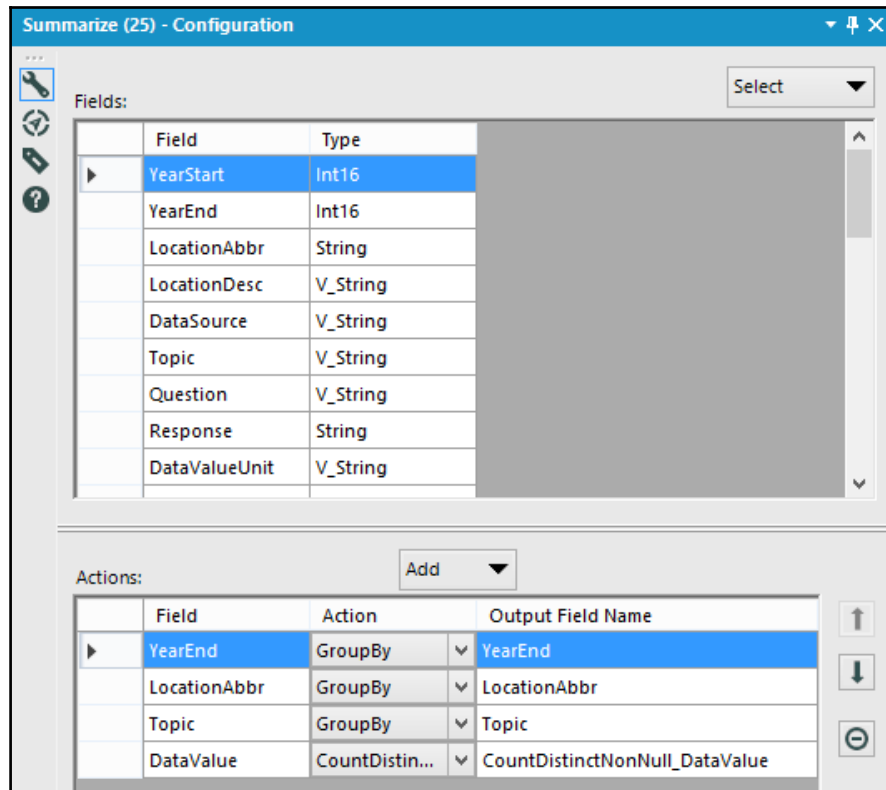 Summarize (25) - Configuration
Select
Fields:
Field Type
YearStart Int16
YearEnd Int16
LocationAbbr String
LocationDesc V_String
DataSource V_String
Topic V_String
Question V_String
Response String
DataValueUnit V_String
Add
Actions:
Field Action Output Field Name
YearEnd GroupBy YearEnd
LocationAbbr GroupBy LocationAbbr
Topic GroupBy Topic
DataValue CountDistin... CountDistinctNonNull_DataValue